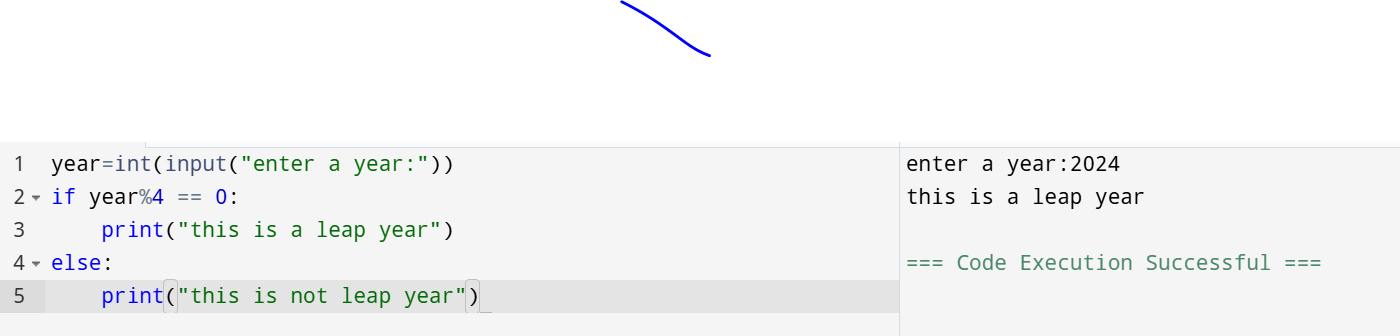 1 year=int(input("enter a year:"))
2 if year%4 == 0:
3     print("this is a leap year")
4 else:
5     print("this is not leap year")
enter a year:2024
this is a leap year
=== Code Execution Successful ===